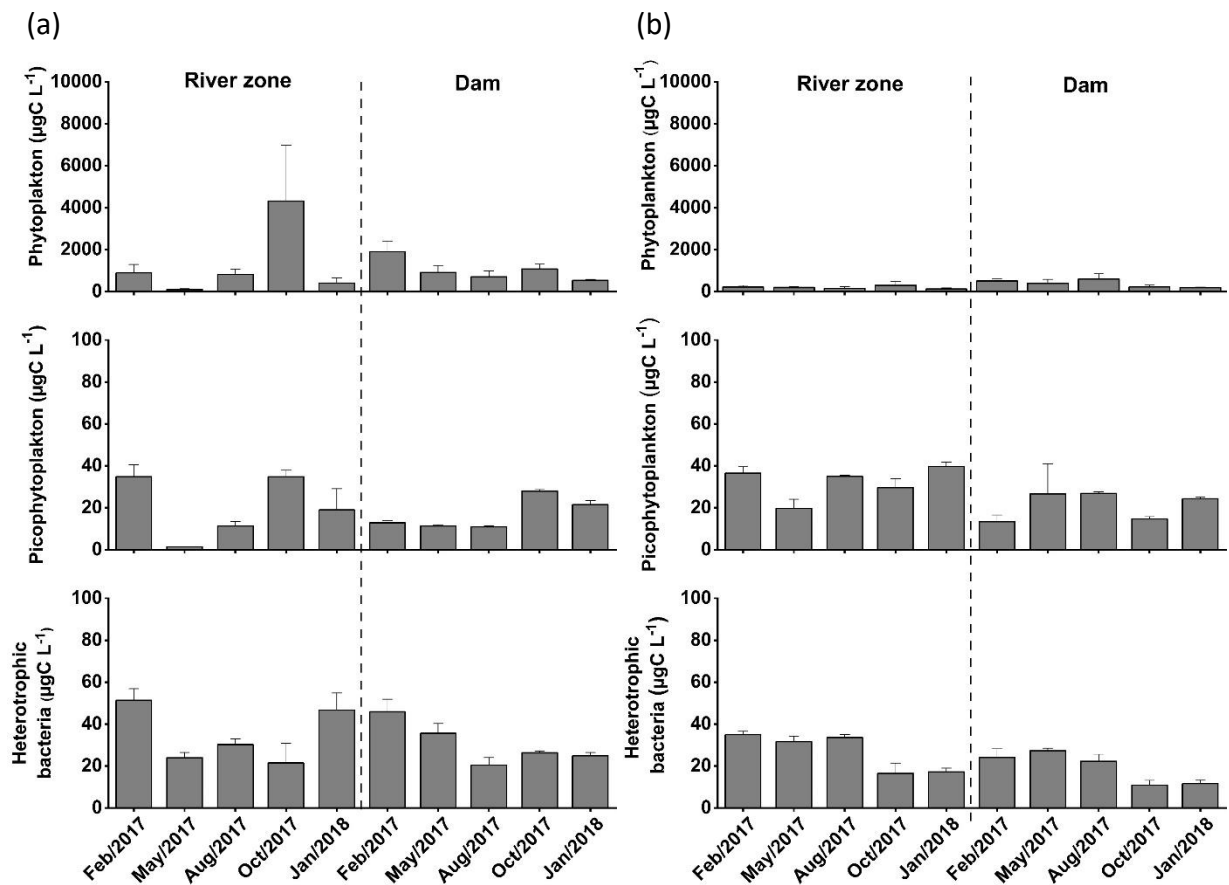 (a)
River zone
Dam
Phytoplakton (µgC L⁻¹)
10000
8000
6000
4000
2000
0
Picophytoplakton (µgC L⁻¹)
100
80
60
40
20
0
Heterotrophic
bacteria (µgC L⁻¹)
100
80
60
40
20
0
Feb/2017
May/2017
Aug/2017
Oct/2017
Jan/2018
Feb/2017
May/2017
Aug/2017
Oct/2017
Jan/2018
(b)
River zone
Dam
Phytoplankton (µgC L⁻¹)
10000
8000
6000
4000
2000
0
Picophytoplankton (µgC L⁻¹)
100
80
60
40
20
0
Heterotrophic
bacteria (µgC L⁻¹)
100
80
60
40
20
0
Feb/2017
May/2017
Aug/2017
Oct/2017
Jan/2018
Feb/2017
May/2017
Aug/2017
Oct/2017
Jan/2018